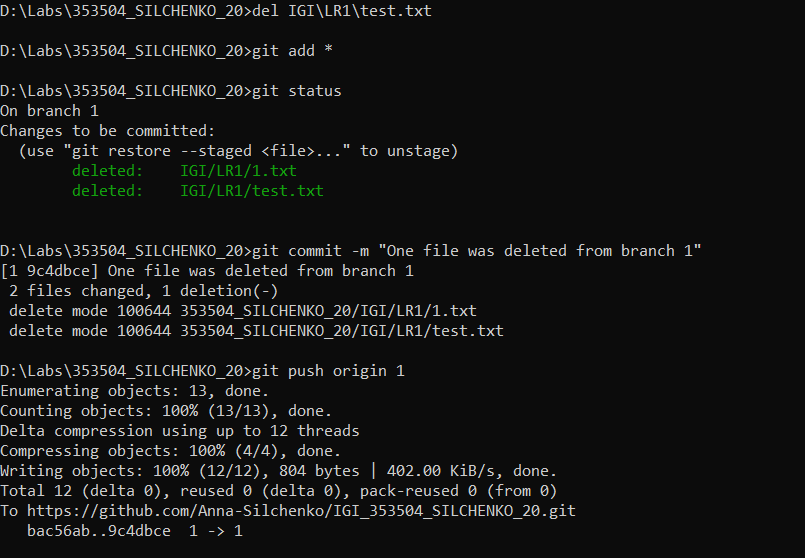 D:\Labs\353504_SILCHENKO_20>del IGI\LR1\test.txt
D:\Labs\353504_SILCHENKO_20>git add *
D:\Labs\353504_SILCHENKO_20>git status
On branch 1
Changes to be committed:
  (use "git restore --staged <file>..." to unstage)
        deleted:    IGI/LR1/1.txt
        deleted:    IGI/LR1/test.txt
D:\Labs\353504_SILCHENKO_20>git commit -m "One file was deleted from branch 1"
[1 9c4dbce] One file was deleted from branch 1
 2 files changed, 1 deletion(-)
 delete mode 100644 353504_SILCHENKO_20/IGI/LR1/1.txt
 delete mode 100644 353504_SILCHENKO_20/IGI/LR1/test.txt
D:\Labs\353504_SILCHENKO_20>git push origin 1
Enumerating objects: 13, done.
Counting objects: 100% (13/13), done.
Delta compression using up to 12 threads
Compressing objects: 100% (4/4), done.
Writing objects: 100% (12/12), 804 bytes | 402.00 KiB/s, done.
Total 12 (delta 0), reused 0 (delta 0), pack-reused 0 (from 0)
To https://github.com/Anna-Silchenko/IGI_353504_SILCHENKO_20.git
   bac56ab..9c4dbce  1 -> 1